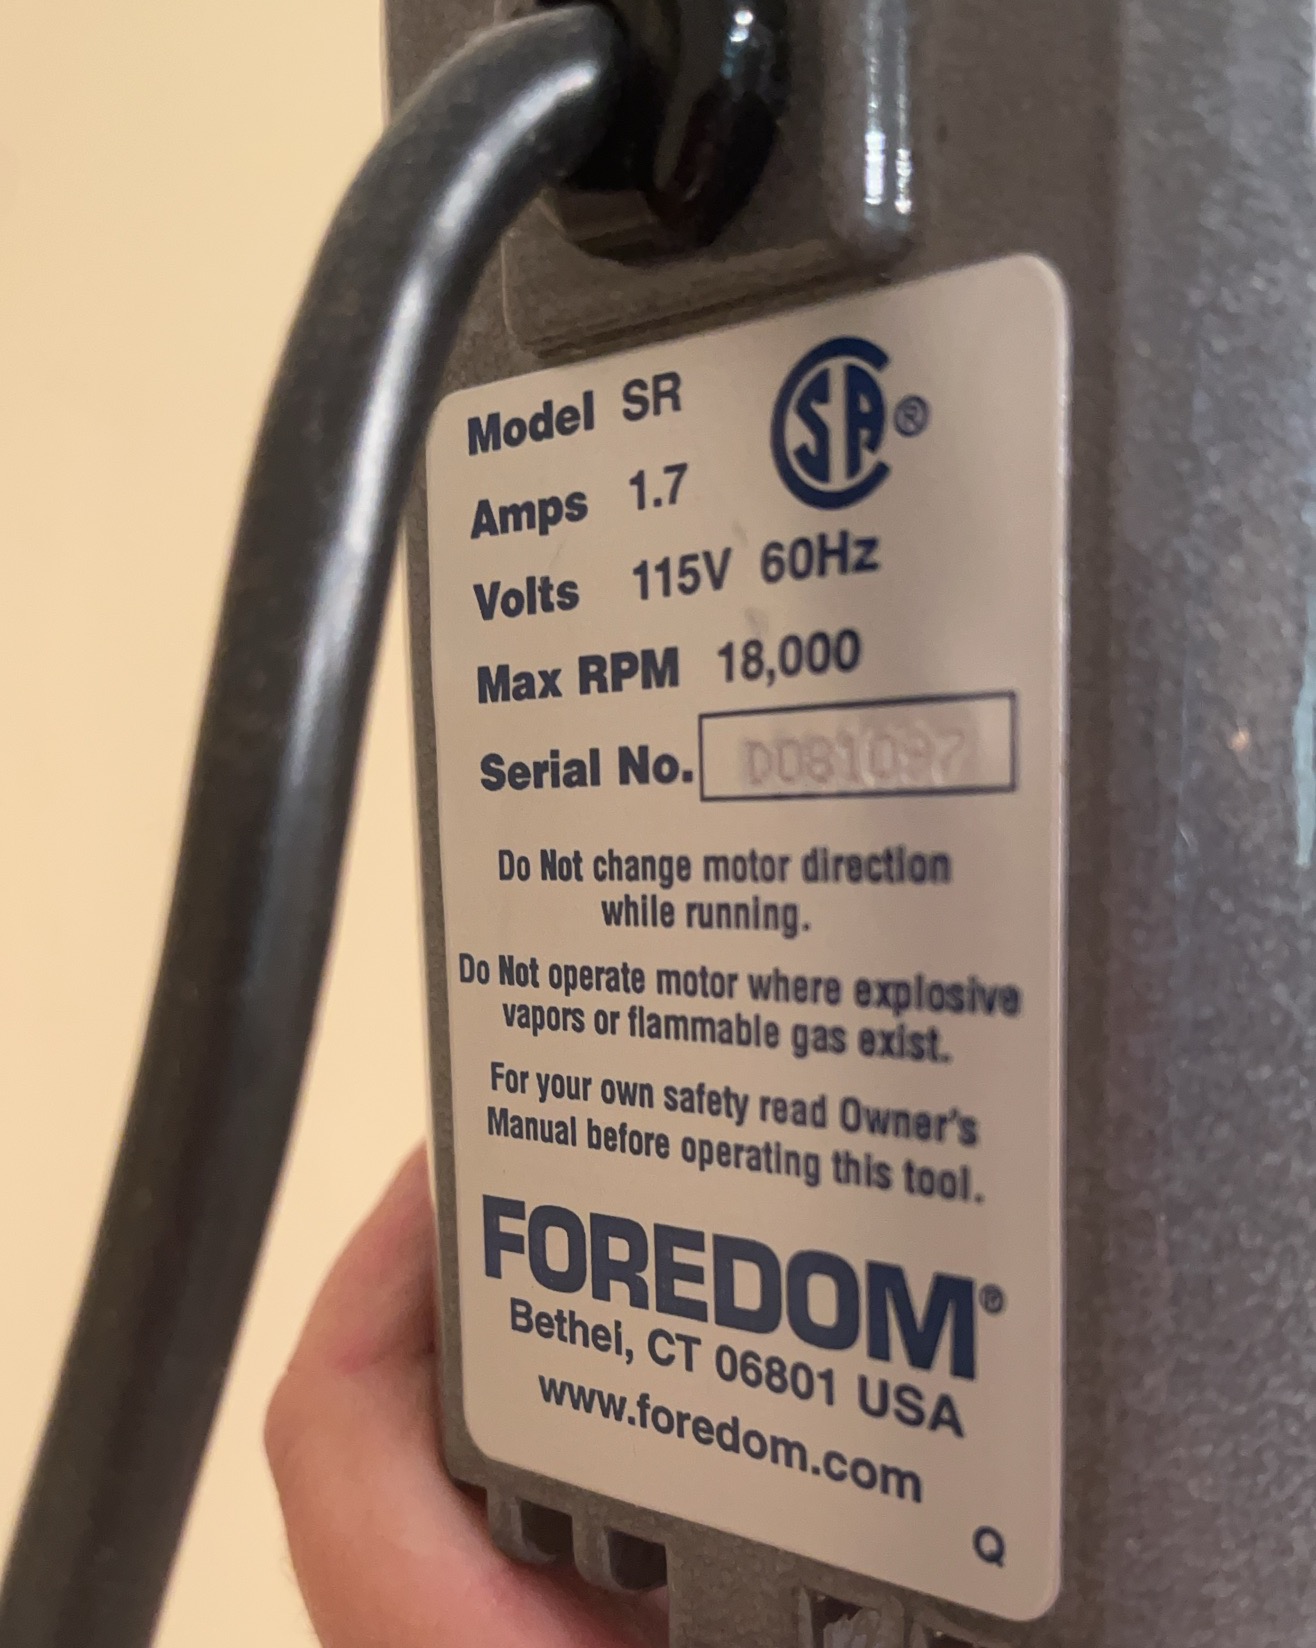 Model SR
Amps 1.7
Volts 115V 60Hz
Max RPM 18,000
Serial No. D081097
Do Not change motor direction
while running.
Do Not operate motor where explosive
vapors or flammable gas exist.
For your own safety read Owner's
Manual before operating this tool.
FOREDOM®
Bethel, CT 06801 USA
www.foredom.com
Q
SA®